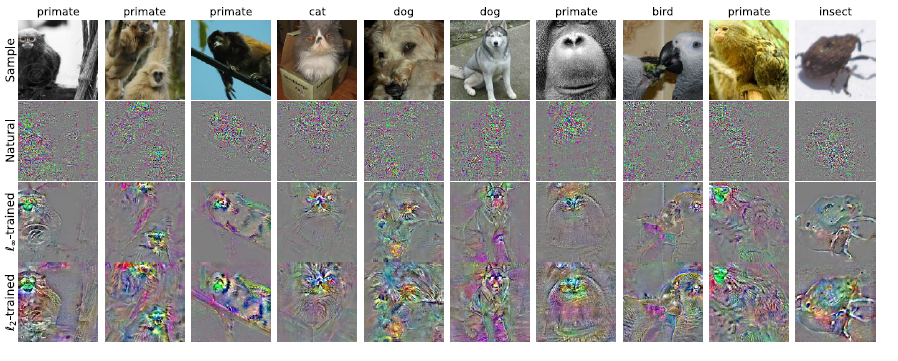 primate primate primate cat dog dog primate bird primate insect
Sample
Natural
ℓ∞-trained
ℓ2-trained